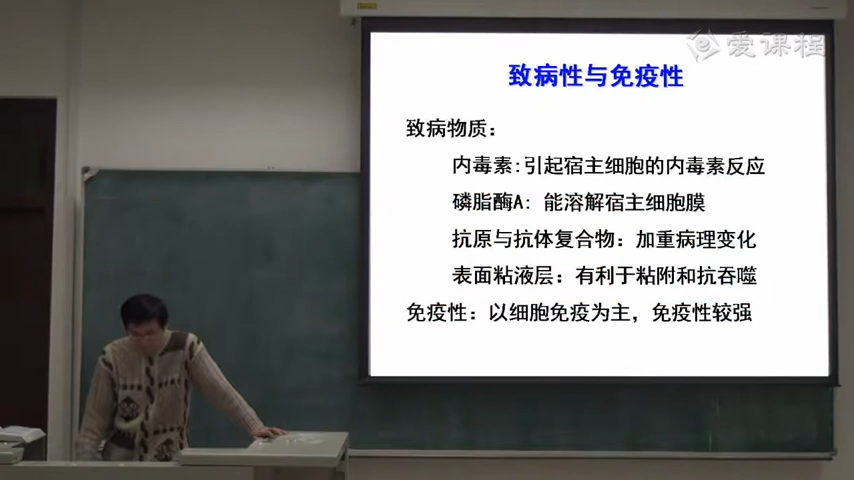 爱课程
致病性与免疫性
致病物质：
内毒素:引起宿主细胞的内毒素反应
磷脂酶A: 能溶解宿主细胞膜
抗原与抗体复合物：加重病理变化
表面粘液层：有利于粘附和抗吞噬
免疫性：以细胞免疫为主，免疫性较强